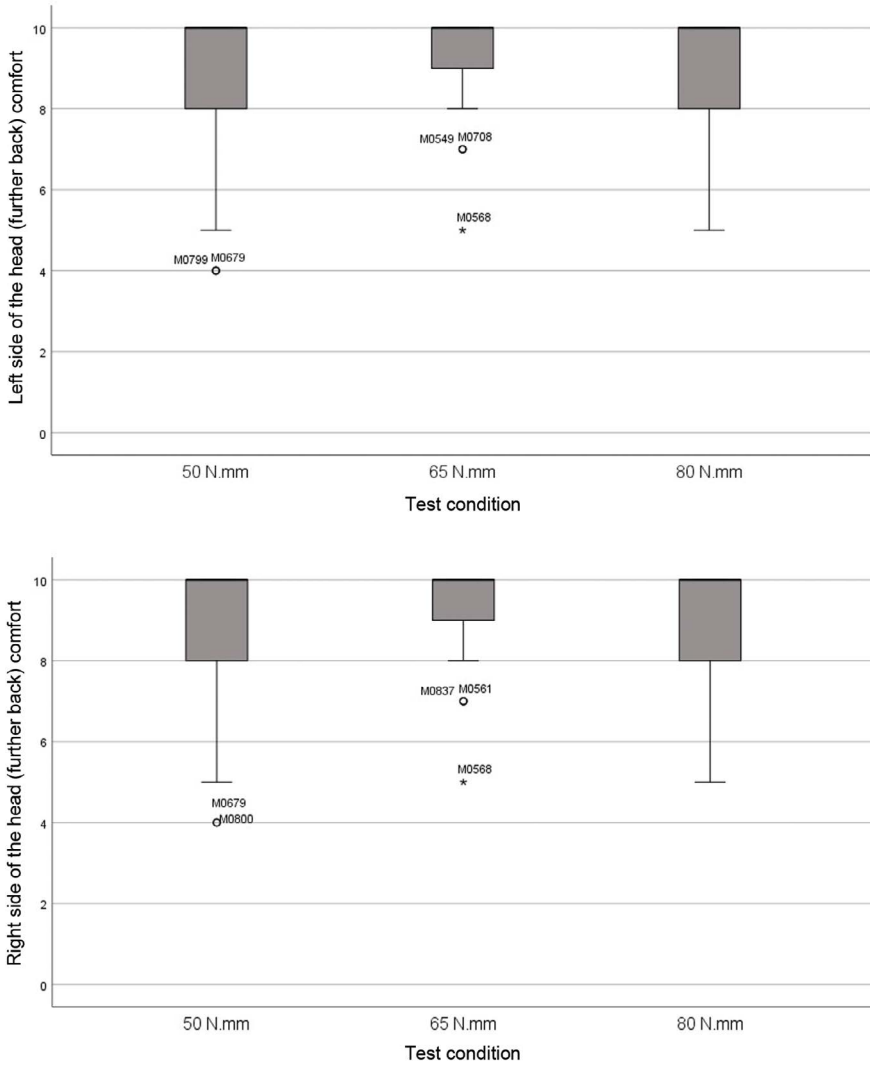 Left side of the head (further back) comfort
10
8
6
4
2
0
M0799 M0679
M0549 M0708
M0568
50 N.mm 65 N.mm 80 N.mm
Test condition
Right side of the head (further back) comfort
10
8
6
4
2
0
M0679
M0800
M0837 M0561
M0568
50 N.mm 65 N.mm 80 N.mm
Test condition